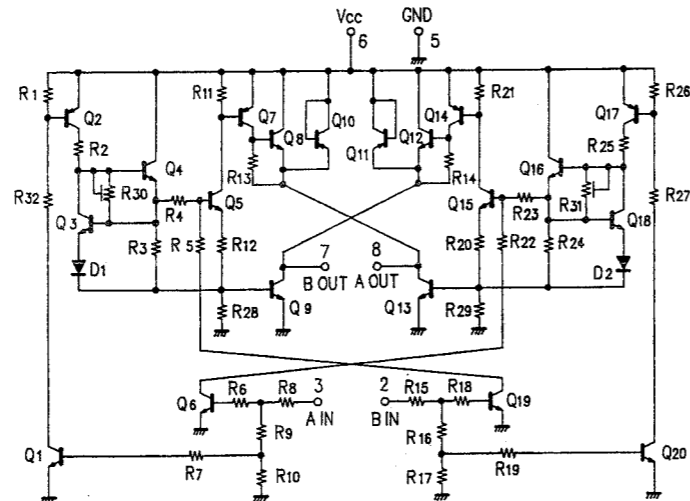 Vcc GND
6 5
R1 Q2 R11 Q7 Q8 Q10 Q11 Q12 Q14 R21 Q17 R26
R2 Q4 R13 R14 Q16 R25
R32 R30 R4 Q5 Q15 R23 R31 R27
Q3 R3 R5 R12 R20 R22 R24 Q18
D1 7 8 D2
B OUT A OUT
R28 Q9 Q13 R29
R6 R8 3 2 R15 R18 Q19
Q6 A IN B IN
R9 R16
Q1 R7 R10 R17 R19 Q20